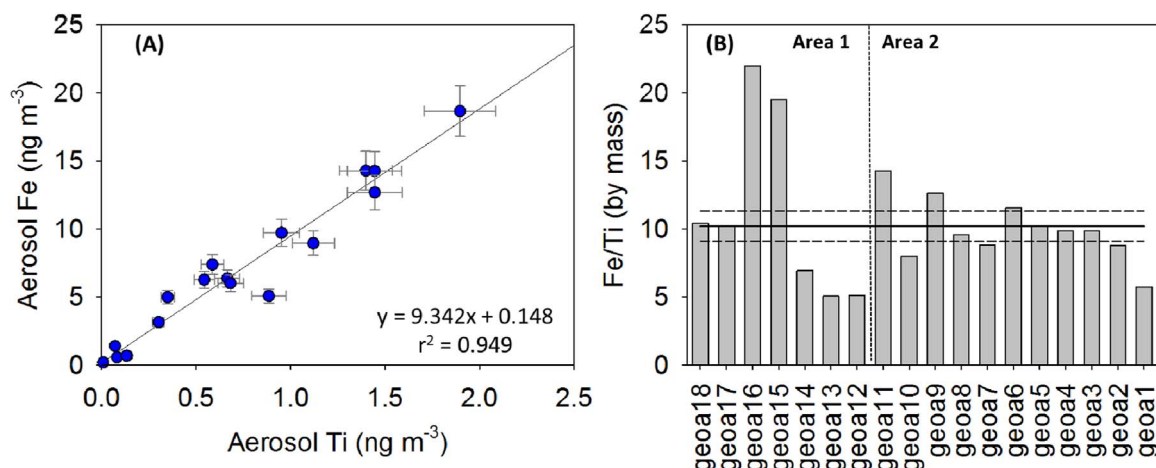 (A)
Aerosol Fe (ng m⁻³)
25
20
15
10
5
0
0.0 0.5 1.0 1.5 2.0 2.5
Aerosol Ti (ng m⁻³)
y = 9.342x + 0.148
r² = 0.949
(B) Area 1 Area 2
Fe/Ti (by mass)
25
20
15
10
5
0
geoa18
geoa17
geoa16
geoa15
geoa14
geoa13
geoa12
geoa11
geoa10
geoa9
geoa8
geoa7
geoa6
geoa5
geoa4
geoa3
geoa2
geoa1